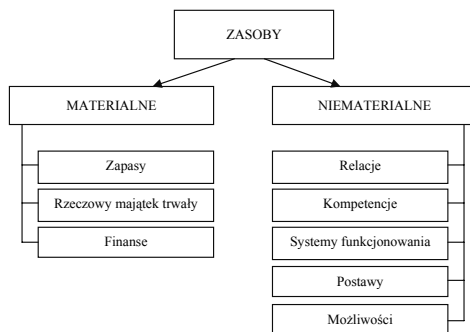 ZASOBY
MATERIALNE
Zapasy
Rzeczowy majątek trwały
Finanse
NIEMATERIALNE
Relacje
Kompetencje
Systemy funkcjonowania
Postawy
Możliwości